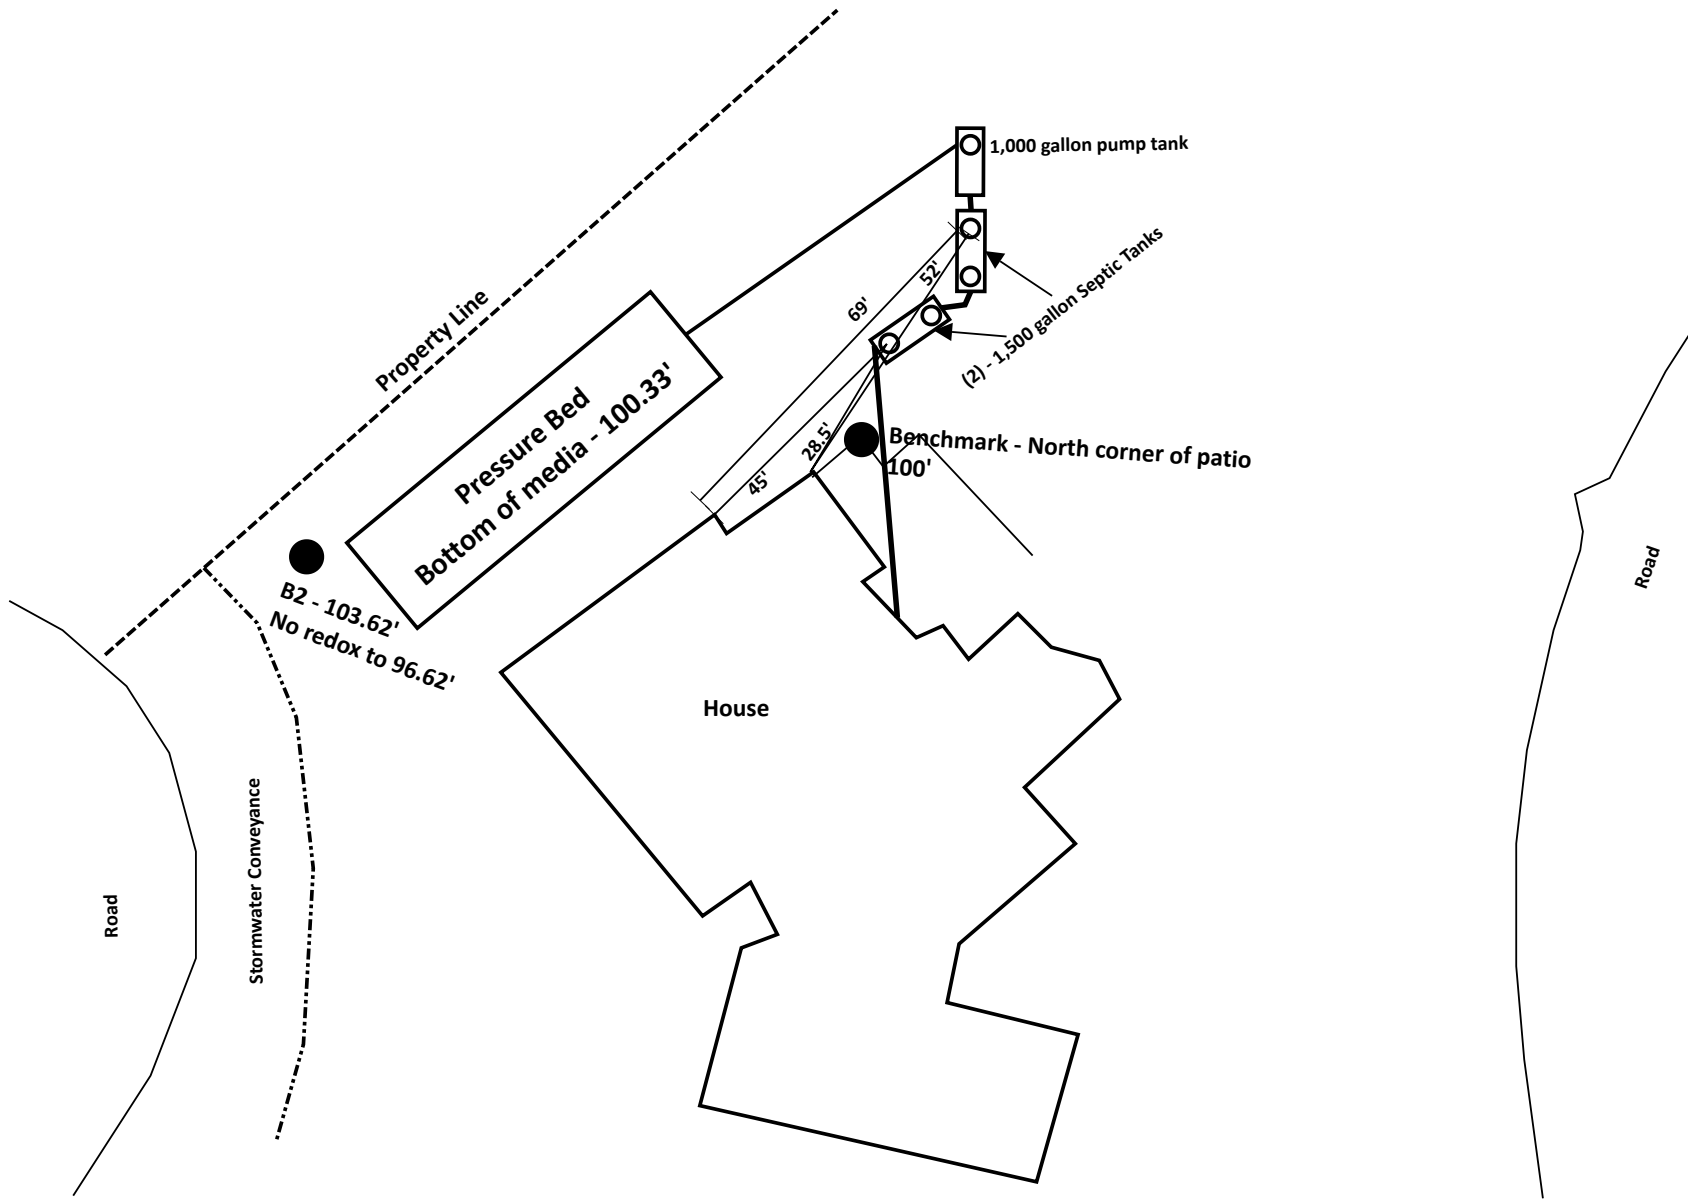 1,000 gallon pump tank
(2) - 1,500 gallon Septic Tanks
52'
69'
Property Line
Pressure Bed
Bottom of media - 100.33'
28.5'
45'
Benchmark - North corner of patio
100'
B2 - 103.62'
No redox to 96.62'
House
Road
Stormwater Conveyance
Road